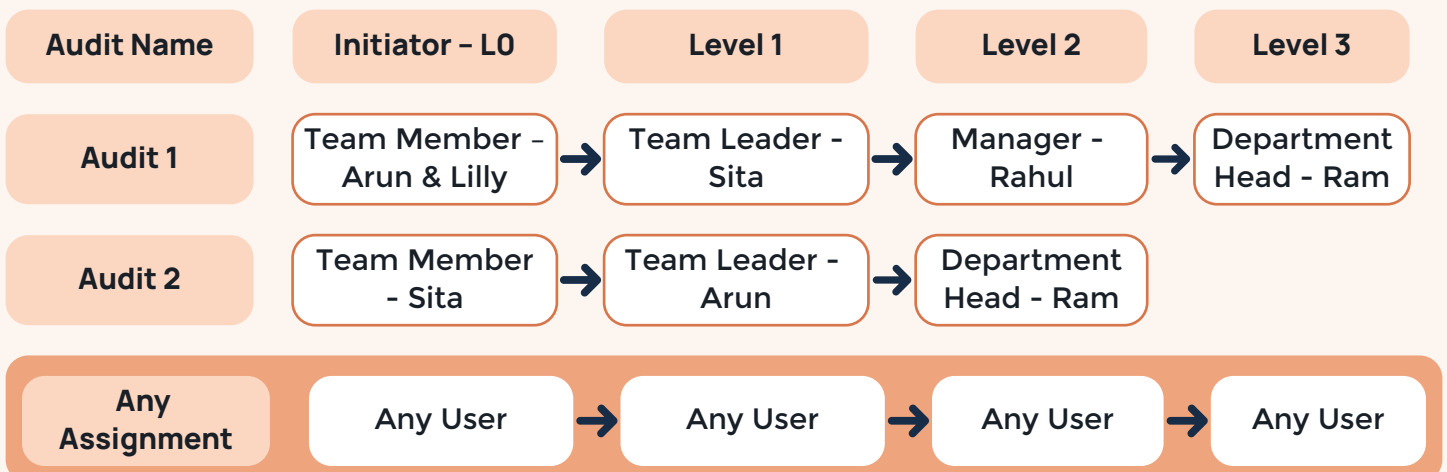 Audit Name
Initiator – L0
Level 1
Level 2
Level 3
Audit 1
Team Member –
Arun & Lilly
Team Leader -
Sita
Manager -
Rahul
Department
Head - Ram
Audit 2
Team Member
- Sita
Team Leader -
Arun
Department
Head - Ram
Any
Assignment
Any User
Any User
Any User
Any User